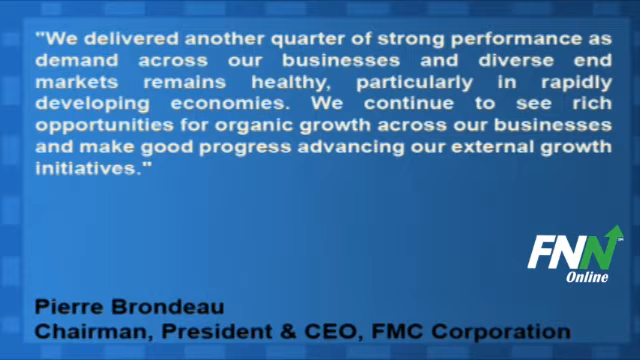 "We delivered another quarter of strong performance as
demand across our businesses and diverse end
markets remains healthy, particularly in rapidly
developing economies. We continue to see rich
opportunities for organic growth across our businesses
and make good progress advancing our external growth
initiatives."
FNN
Online
Pierre Brondeau
Chairman, President & CEO, FMC Corporation